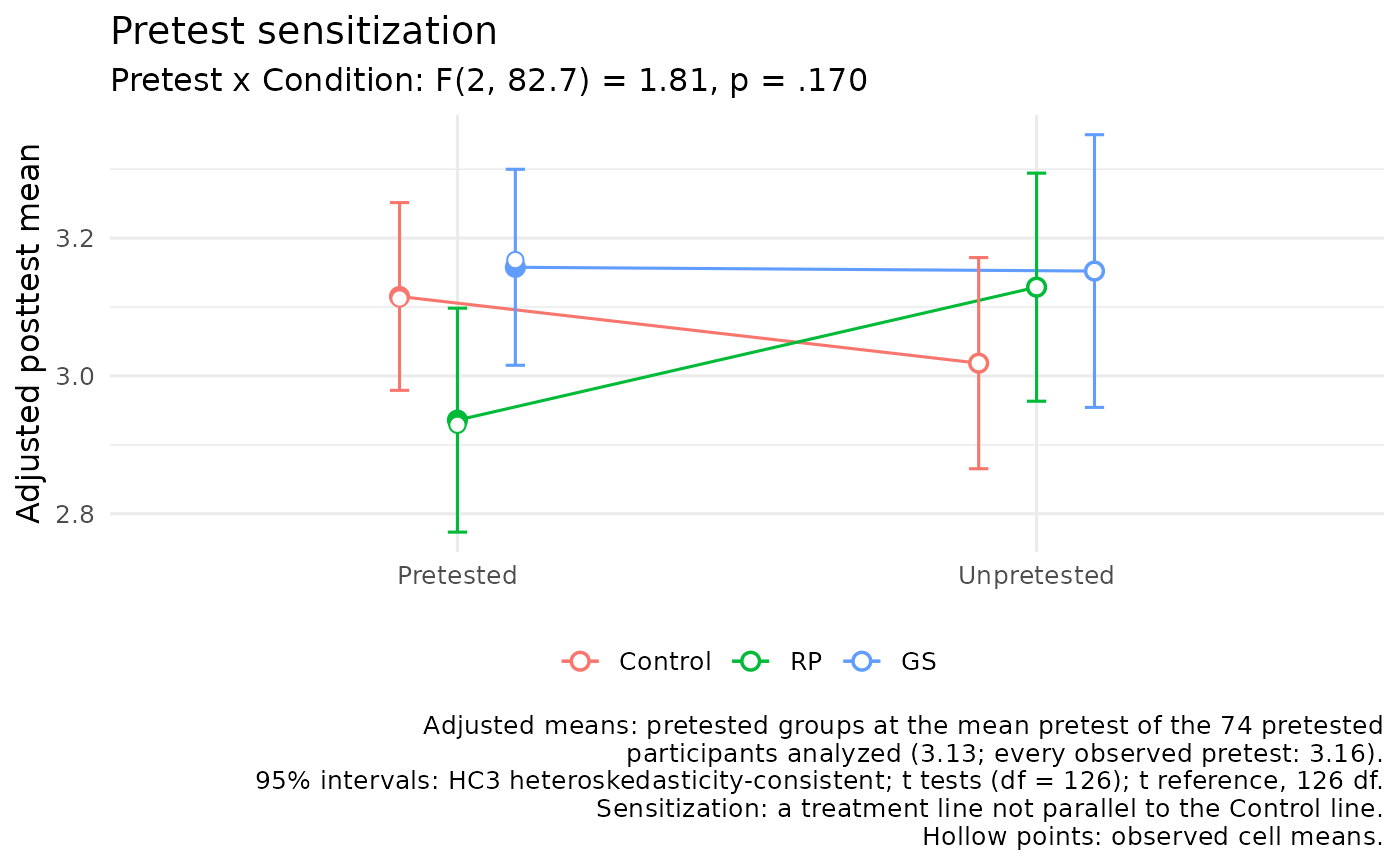 Pretest sensitization
Pretest x Condition: F(2, 82.7) = 1.81, p = .170
Adjusted posttest mean
3.2
3.0
2.8
Pretested
Unpretested
Control
RP
GS
Adjusted means: pretested groups at the mean pretest of the 74 pretested
participants analyzed (3.13; every observed pretest: 3.16).
95% intervals: HC3 heteroskedasticity-consistent; t tests (df = 126); t reference, 126 df.
Sensitization: a treatment line not parallel to the Control line.
Hollow points: observed cell means.